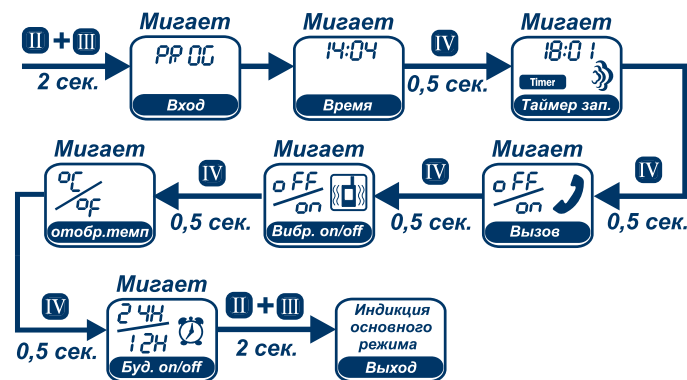 Мигает
Мигает
Мигает
II + III
2 сек.
PROG
Вход
14:04
Время
IV
0,5 сек.
18:01
Timer
Таймер зап.
Мигает
Мигает
Мигает
°C
°F
отобр.темп
IV
0,5 сек.
oFF
on
Вибр. on/off
IV
0,5 сек.
oFF
on
Вызов
IV
0,5 сек.
Мигает
IV
0,5 сек.
24H
12H
Буд. on/off
II + III
2 сек.
Индикция
основного
режима
Выход